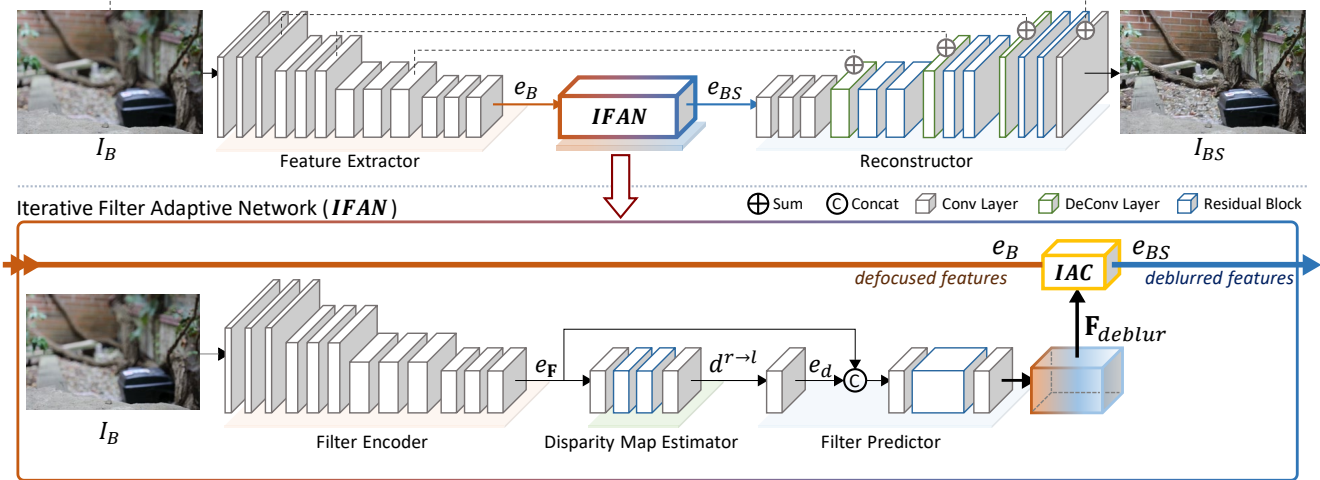 e_B
IFAN
e_BS
I_B
Feature Extractor
Reconstructor
I_BS
Iterative Filter Adaptive Network (IFAN)
⊕ Sum © Concat Conv Layer DeConv Layer Residual Block
e_B
IAC
e_BS
defocused features
deblurred features
F_deblur
e_F
d^{r→l}
e_d
C
I_B
Filter Encoder
Disparity Map Estimator
Filter Predictor